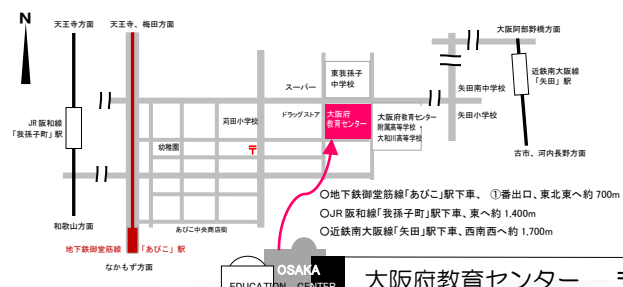 N
天王寺方面
天王寺、梅田方面
大阪阿部野橋方面
東我孫子
中学校
近鉄南大阪線
「矢田」駅
スーパー
矢田南中学校
JR 阪和線
「我孫子町」駅
苅田小学校
ドラッグストア
大阪府
教育センター
大阪府教育センター
附属高等学校・
大和川高等学校
矢田小学校
幼稚園
〒
古市、河内長野方面
○地下鉄御堂筋線「あびこ」駅下車、 ①番出口、東北東へ約 700m
○JR 阪和線「我孫子町」駅下車、東へ約 1,400m
○近鉄南大阪線「矢田」駅下車、西南西へ約 1,700m
和歌山方面
あびこ中央商店街
地下鉄御堂筋線 「あびこ」駅
なかもず方面
OSAKA
EDUCATION CENTER
大阪府教育センター